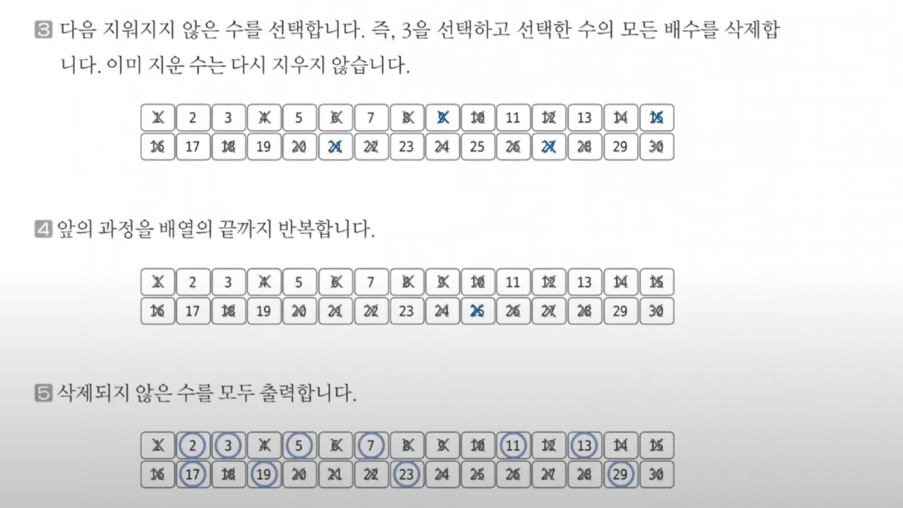 3 다음 지워지지 않은 수를 선택합니다. 즉, 3을 선택하고 선택한 수의 모든 배수를 삭제합
니다. 이미 지운 수는 다시 지우지 않습니다.
1 2 3 4 5 6 7 8 9 10 11 12 13 14 15
16 17 18 19 20 21 22 23 24 25 26 27 28 29 30
4 앞의 과정을 배열의 끝까지 반복합니다.
1 2 3 4 5 6 7 8 9 10 11 12 13 14 15
16 17 18 19 20 21 22 23 24 25 26 27 28 29 30
5 삭제되지 않은 수를 모두 출력합니다.
1 2 3 4 5 6 7 8 9 10 11 12 13 14 15
16 17 18 19 20 21 22 23 24 25 26 27 28 29 30